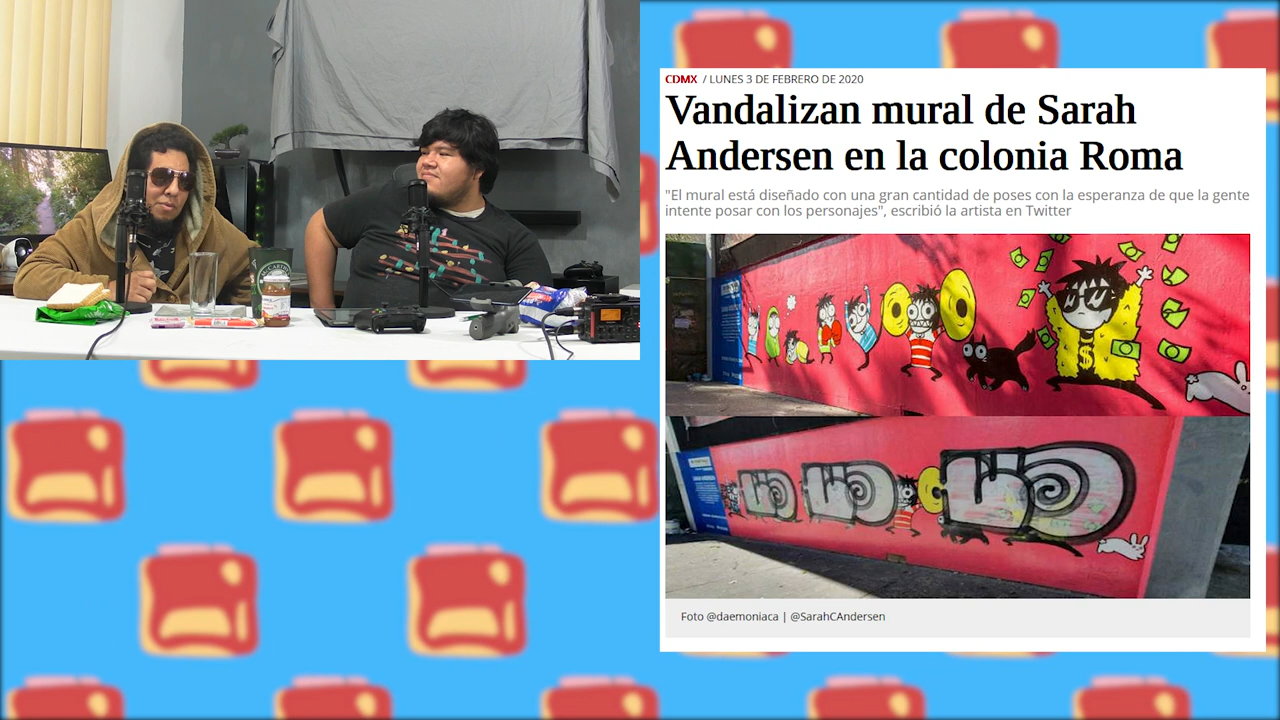 CDMX / LUNES 3 DE FEBRERO DE 2020
Vandalizan mural de Sarah
Andersen en la colonia Roma
"El mural está diseñado con una gran cantidad de poses con la esperanza de que la gente
intente posar con los personajes", escribió la artista en Twitter
Foto @daemoniaca | @SarahCAndersen